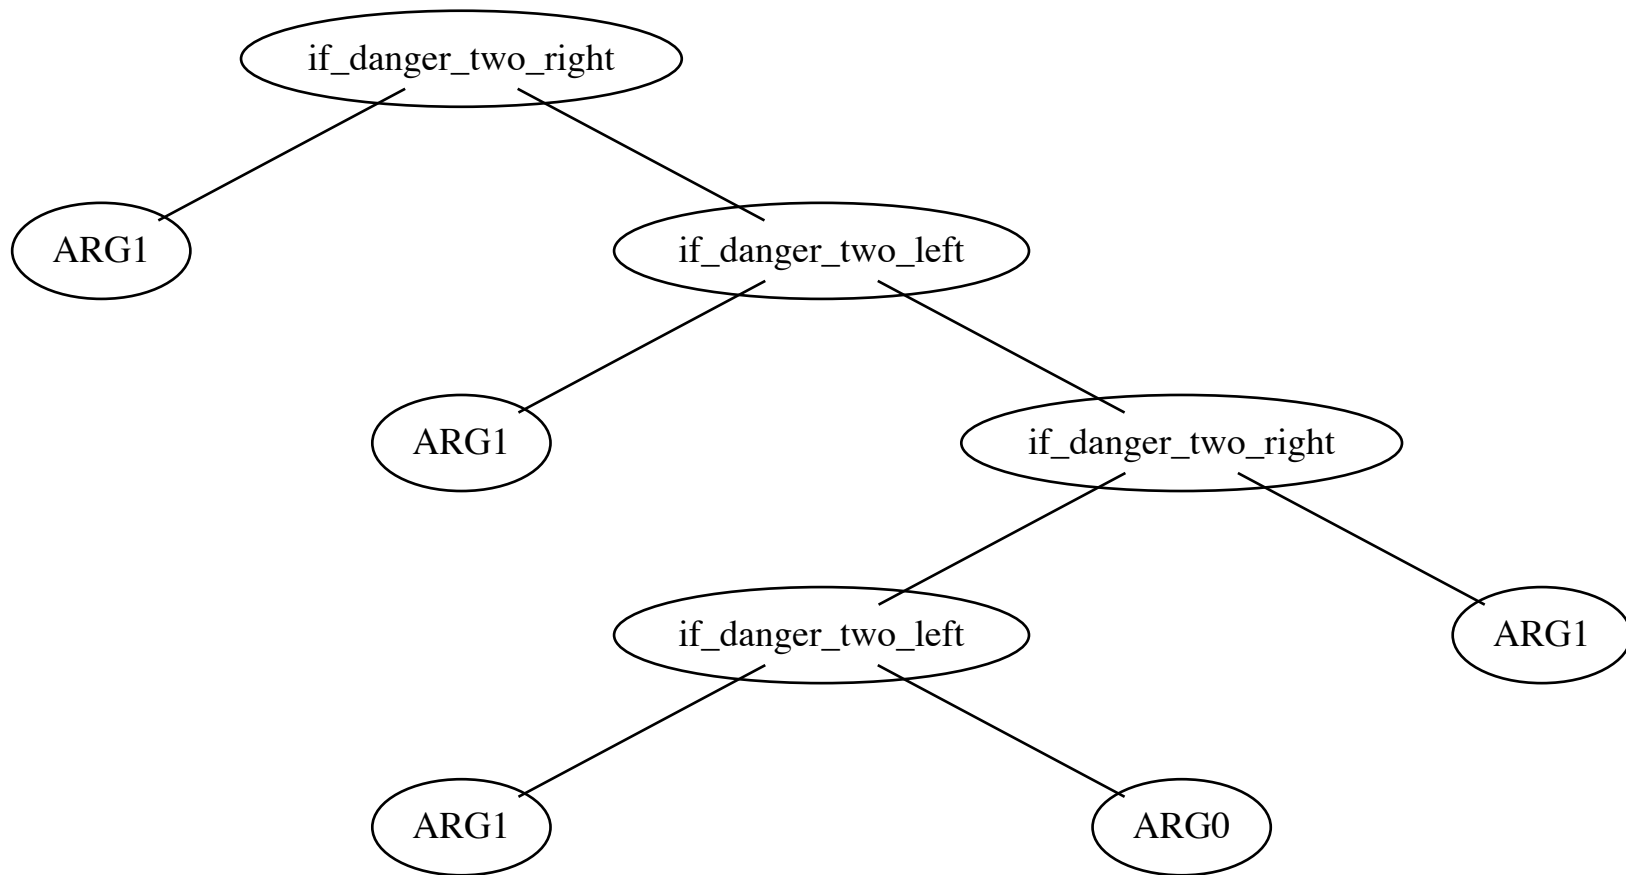 if_danger_two_right
ARG1
if_danger_two_left
ARG1
if_danger_two_right
if_danger_two_left
ARG1
ARG1
ARG0